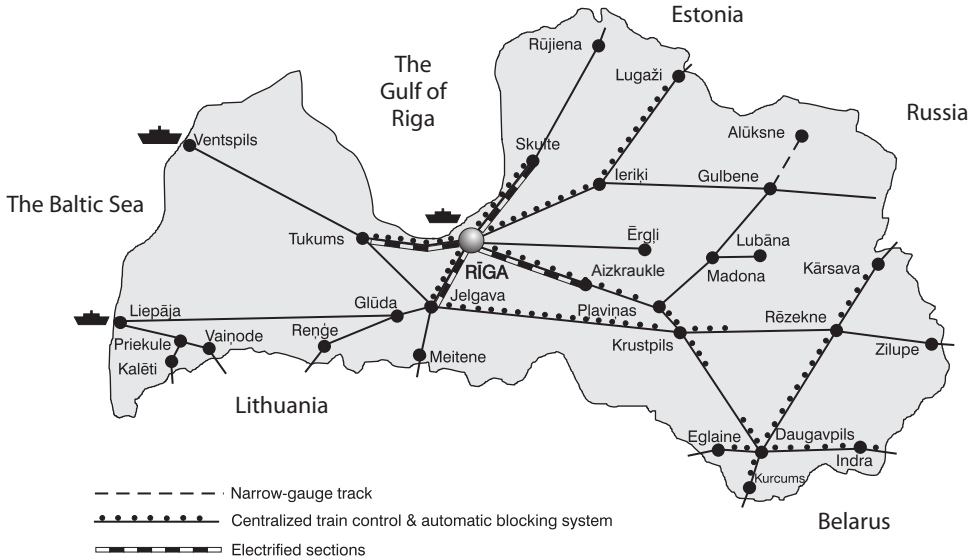 Estonia
Rūjiena
The
Gulf of
Riga
Lugaži
Russia
Alūksne
Ventspils
Skulte
Ieriķi
Gulbene
The Baltic Sea
Tukums
Ērgļi
Lubāna
RĪGA
Aizkraukle
Madona
Kārsava
Liepāja
Glūda
Jelgava
Pļaviņas
Rēzekne
Priekule
Vaiņode
Reņģe
Krustpils
Zilupe
Kalēti
Meitene
Lithuania
Eglaine
Daugavpils
Indra
Kurcums
Belarus
Narrow-gauge track
Centralized train control & automatic blocking system
Electrified sections